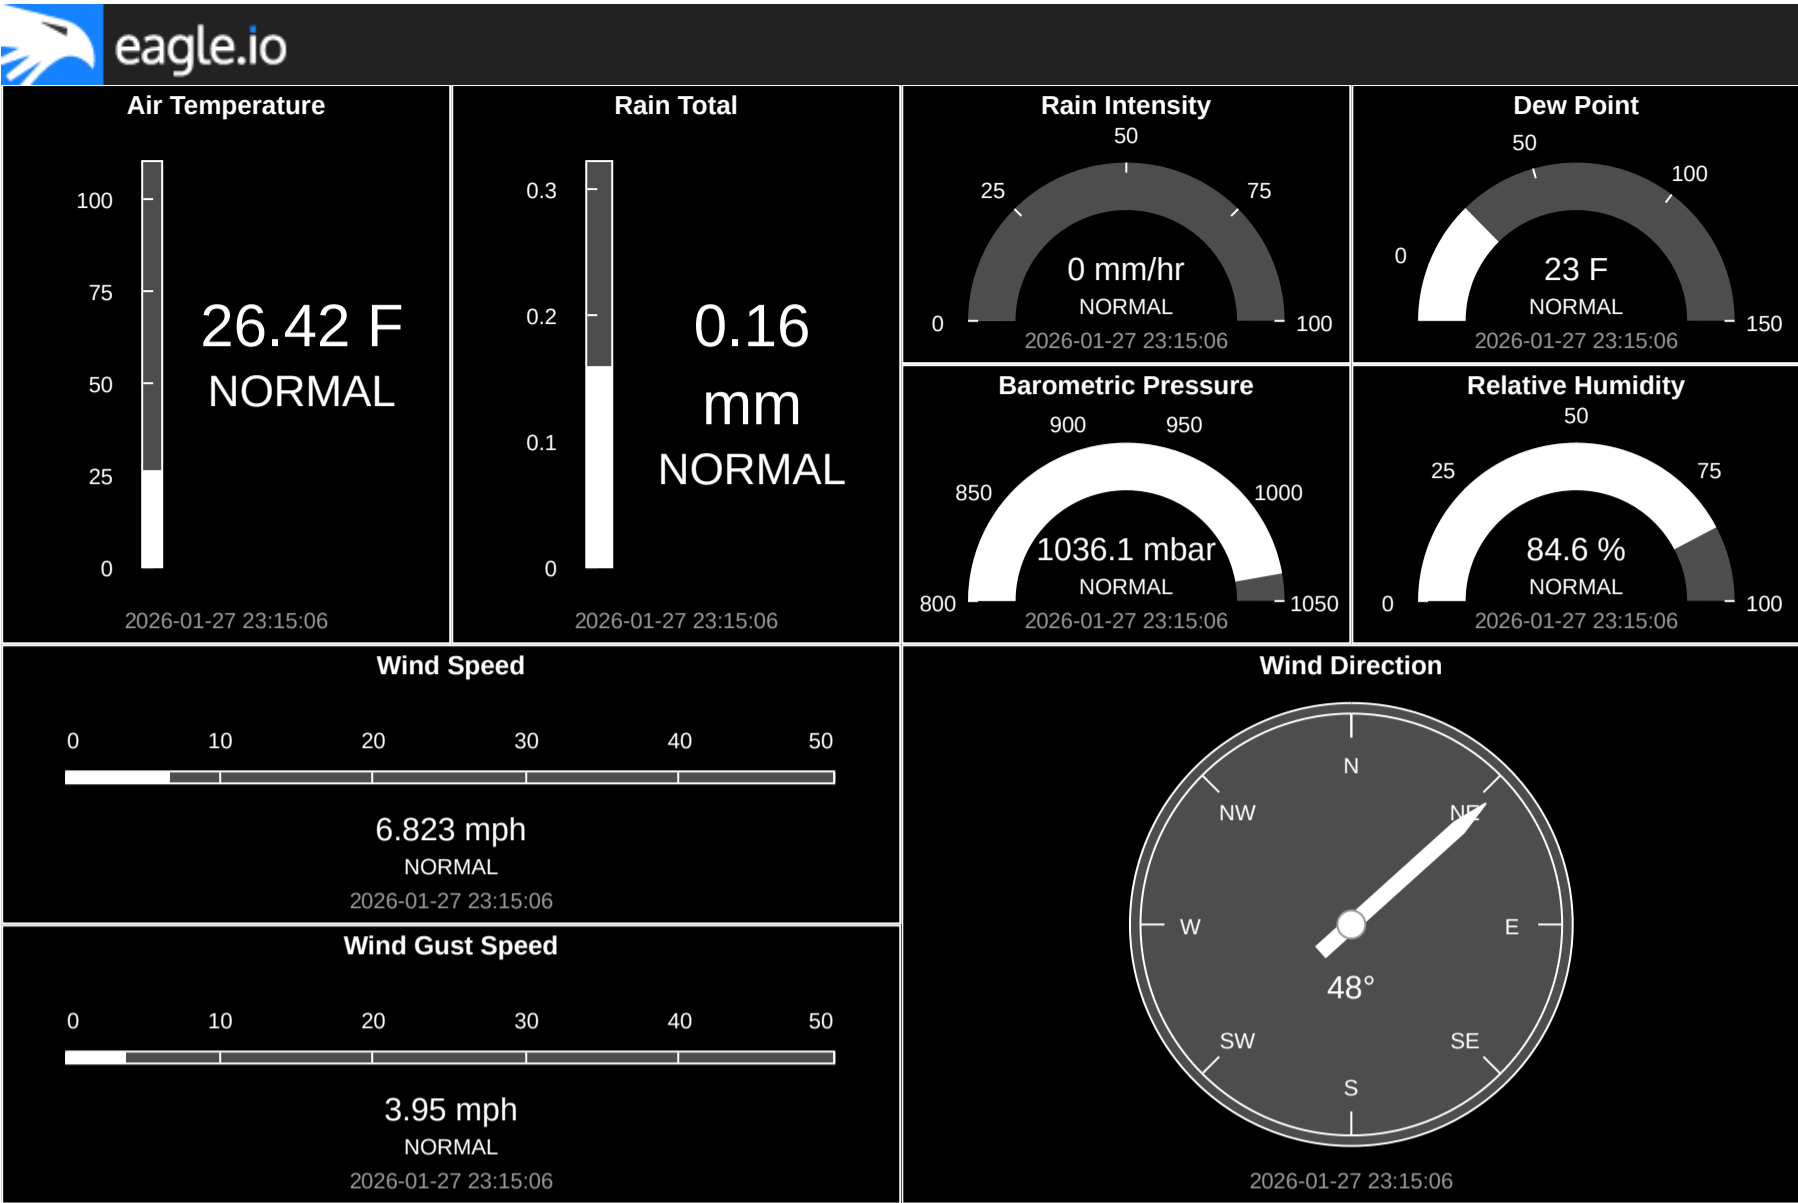 eagle.io
Air Temperature
100
75
50
25
0
26.42 F
NORMAL
2026-01-27 23:15:06
Rain Total
0.3
0.2
0.1
0
0.16
mm
NORMAL
2026-01-27 23:15:06
Rain Intensity
50
25
75
0
100
0 mm/hr
NORMAL
2026-01-27 23:15:06
Dew Point
50
100
0
150
23 F
NORMAL
2026-01-27 23:15:06
Barometric Pressure
900
950
850
1000
800
1050
1036.1 mbar
NORMAL
2026-01-27 23:15:06
Relative Humidity
50
25
75
0
100
84.6 %
NORMAL
2026-01-27 23:15:06
Wind Speed
0 10 20 30 40 50
6.823 mph
NORMAL
2026-01-27 23:15:06
Wind Gust Speed
0 10 20 30 40 50
3.95 mph
NORMAL
2026-01-27 23:15:06
Wind Direction
N
NW
NE
W
E
48°
SW
SE
S
2026-01-27 23:15:06